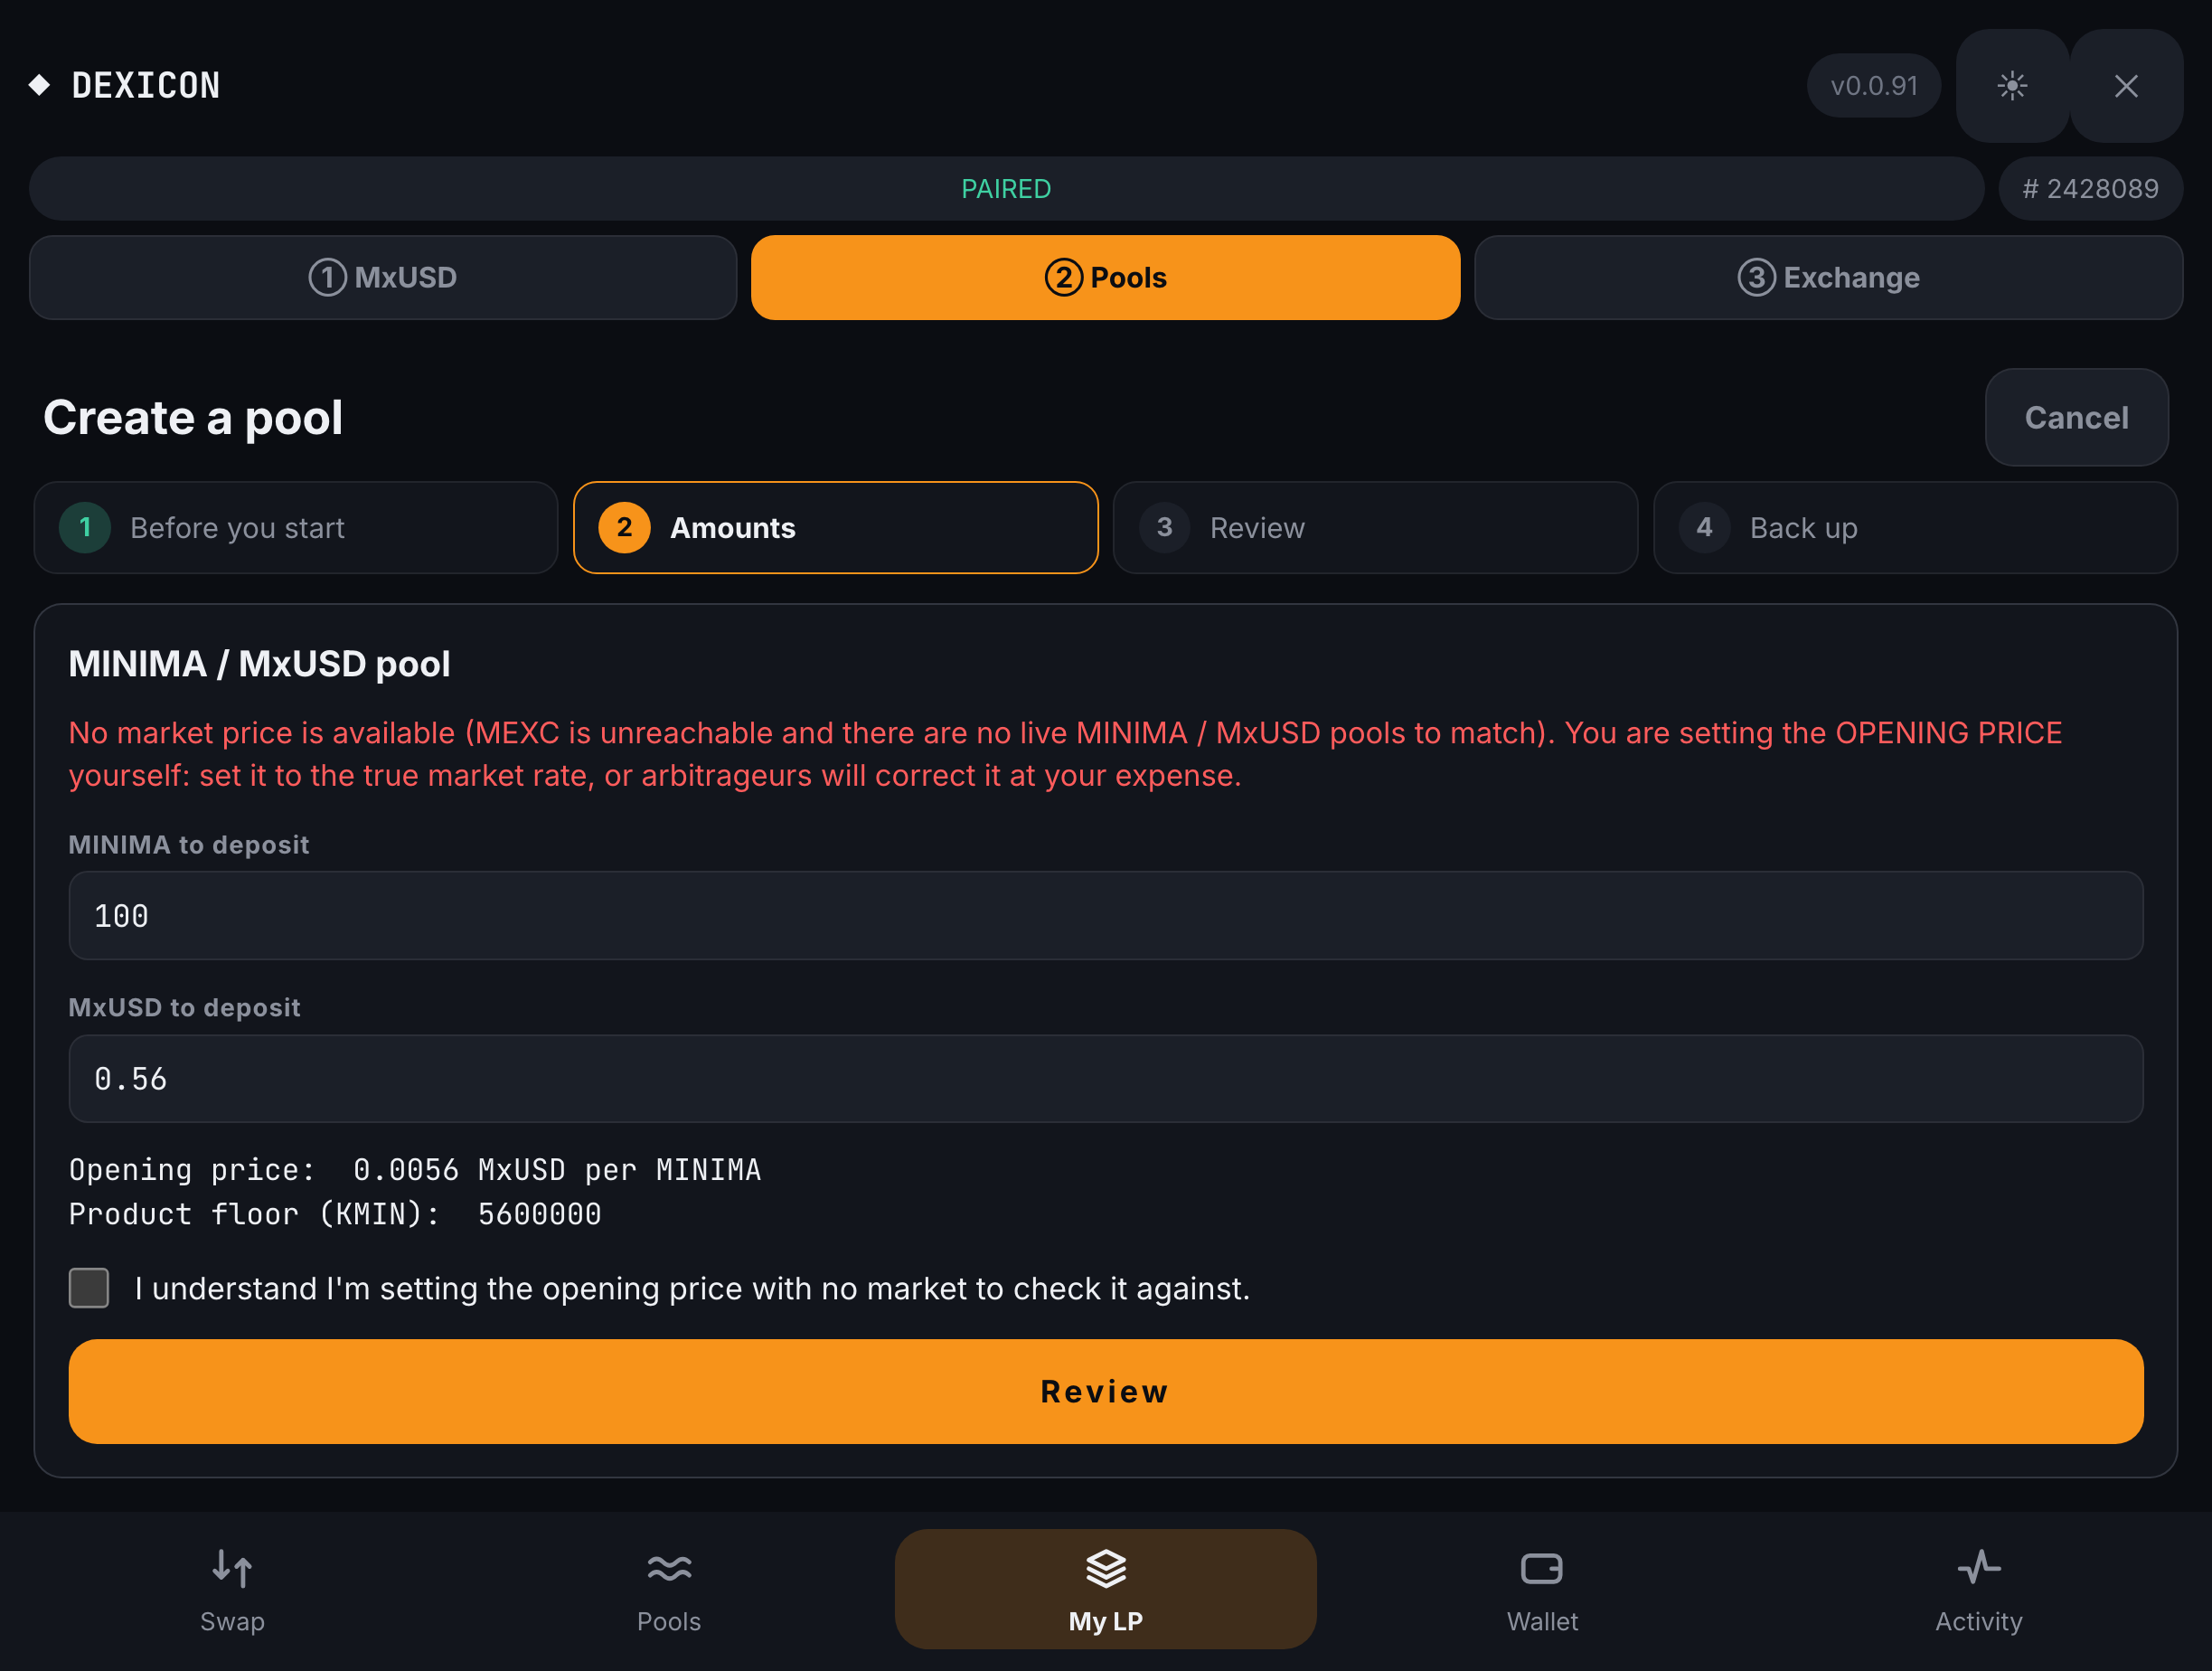 ◆ DEXICON
v0.0.91
PAIRED
# 2428089
① MxUSD
② Pools
③ Exchange
Create a pool
Cancel
1 Before you start
2 Amounts
3 Review
4 Back up
MINIMA / MxUSD pool
No market price is available (MEXC is unreachable and there are no live MINIMA / MxUSD pools to match). You are setting the OPENING PRICE
yourself: set it to the true market rate, or arbitrageurs will correct it at your expense.
MINIMA to deposit
100
MxUSD to deposit
0.56
Opening price: 0.0056 MxUSD per MINIMA
Product floor (KMIN): 5600000
I understand I'm setting the opening price with no market to check it against.
Review
Swap
Pools
My LP
Wallet
Activity